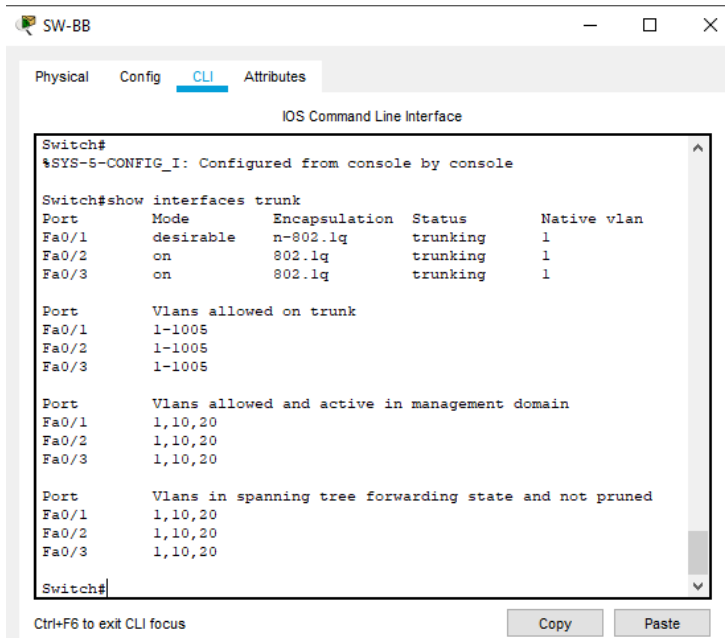 SW-BB
Physical Config CLI Attributes
IOS Command Line Interface
Switch#
%SYS-5-CONFIG_I: Configured from console by console
Switch#show interfaces trunk
Port Mode Encapsulation Status Native vlan
Fa0/1 desirable n-802.1q trunking 1
Fa0/2 on 802.1q trunking 1
Fa0/3 on 802.1q trunking 1
Port Vlans allowed on trunk
Fa0/1 1-1005
Fa0/2 1-1005
Fa0/3 1-1005
Port Vlans allowed and active in management domain
Fa0/1 1,10,20
Fa0/2 1,10,20
Fa0/3 1,10,20
Port Vlans in spanning tree forwarding state and not pruned
Fa0/1 1,10,20
Fa0/2 1,10,20
Fa0/3 1,10,20
Switch#
Ctrl+F6 to exit CLI focus Copy Paste